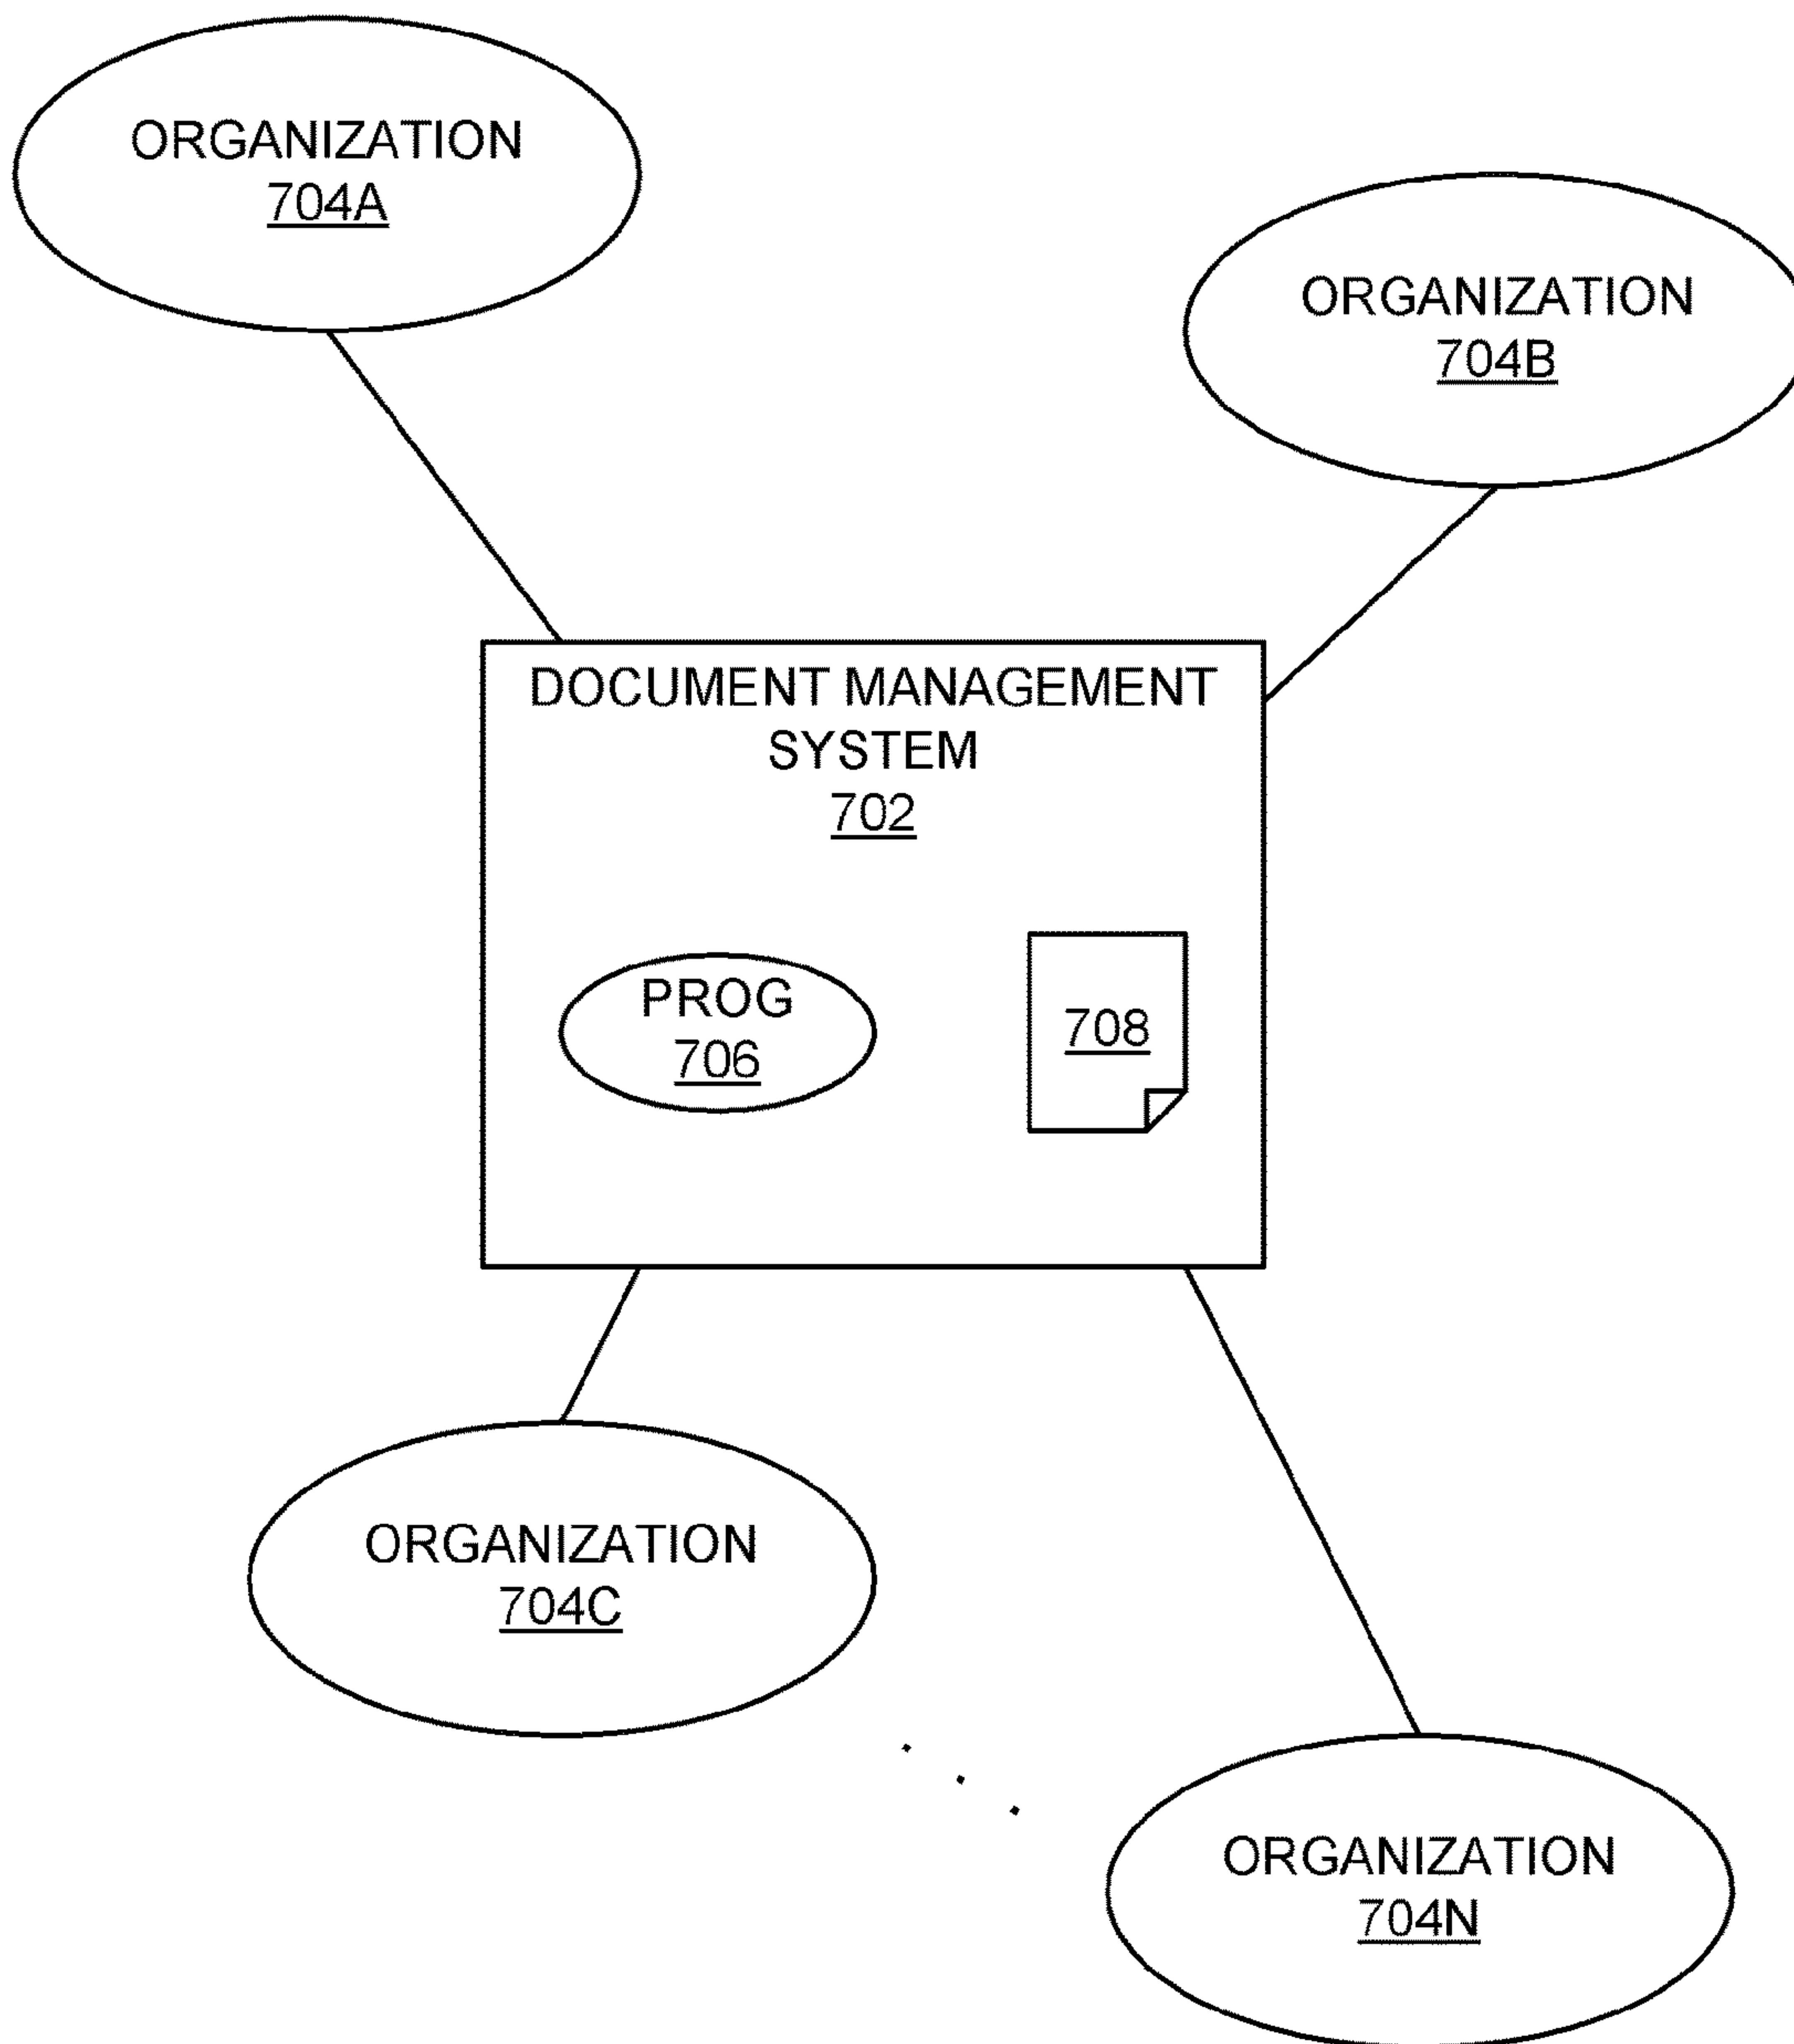 ORGANIZATION
704A
ORGANIZATION
704B
DOCUMENT MANAGEMENT
SYSTEM
702
PROG
706
708
ORGANIZATION
704C
ORGANIZATION
704N